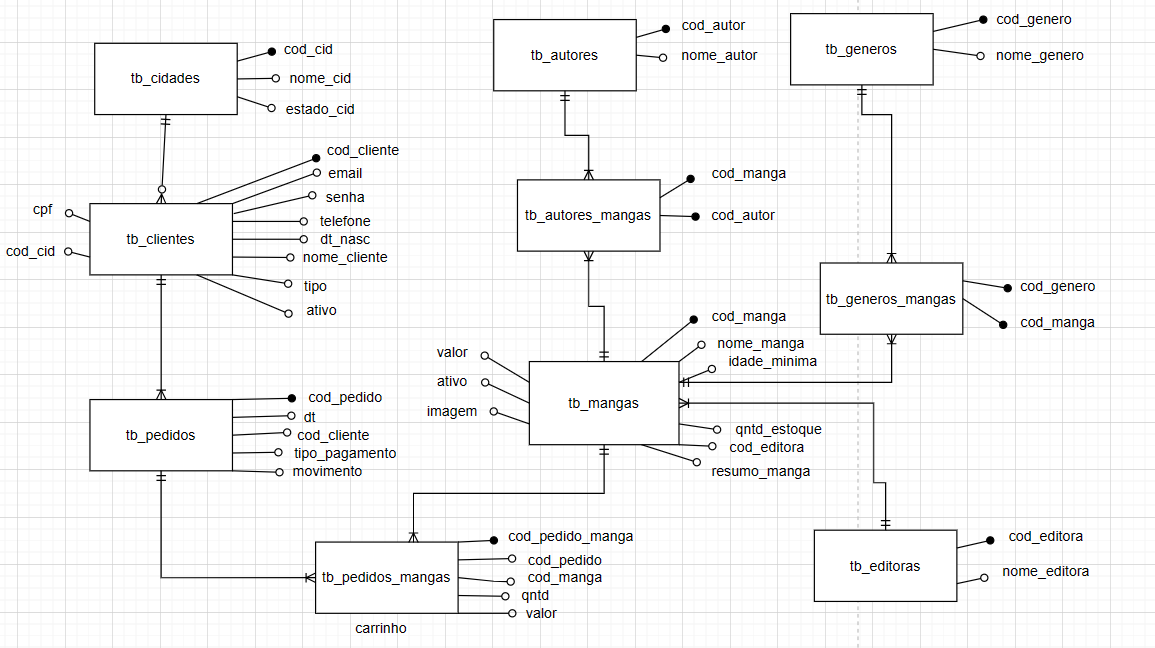 tb_cidades
cod_cid
nome_cid
estado_cid
tb_autores
cod_autor
nome_autor
tb_generos
cod_genero
nome_genero
cpf
cod_cid
tb_clientes
cod_cliente
email
senha
telefone
dt_nasc
nome_cliente
tipo
ativo
tb_autores_mangas
cod_manga
cod_autor
tb_generos_mangas
cod_genero
cod_manga
valor
ativo
imagem
tb_mangas
cod_manga
nome_manga
idade_minima
qntd_estoque
cod_editora
resumo_manga
tb_pedidos
cod_pedido
dt
cod_cliente
tipo_pagamento
movimento
tb_pedidos_mangas
cod_pedido_manga
cod_pedido
cod_manga
qntd
valor
carrinho
tb_editoras
cod_editora
nome_editora